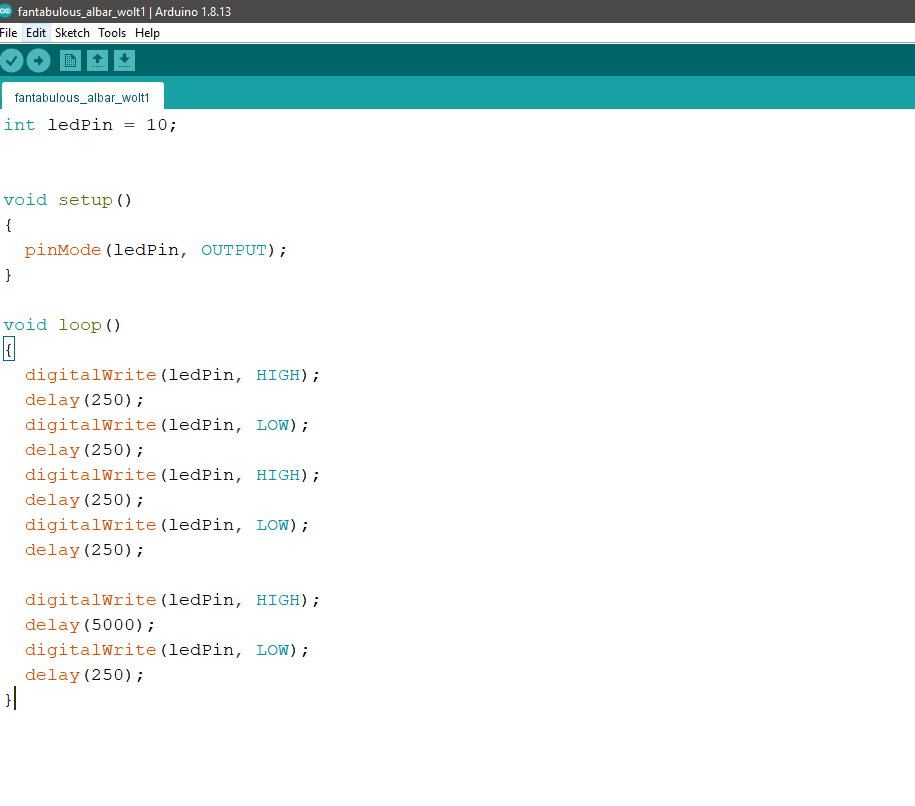 fantabulous_albar_wolt1 | Arduino 1.8.13
File Edit Sketch Tools Help
fantabulous_albar_wolt1
int ledPin = 10;
void setup()
{
  pinMode(ledPin, OUTPUT);
}
void loop()
{
  digitalWrite(ledPin, HIGH);
  delay(250);
  digitalWrite(ledPin, LOW);
  delay(250);
  digitalWrite(ledPin, HIGH);
  delay(250);
  digitalWrite(ledPin, LOW);
  delay(250);
  digitalWrite(ledPin, HIGH);
  delay(5000);
  digitalWrite(ledPin, LOW);
  delay(250);
}